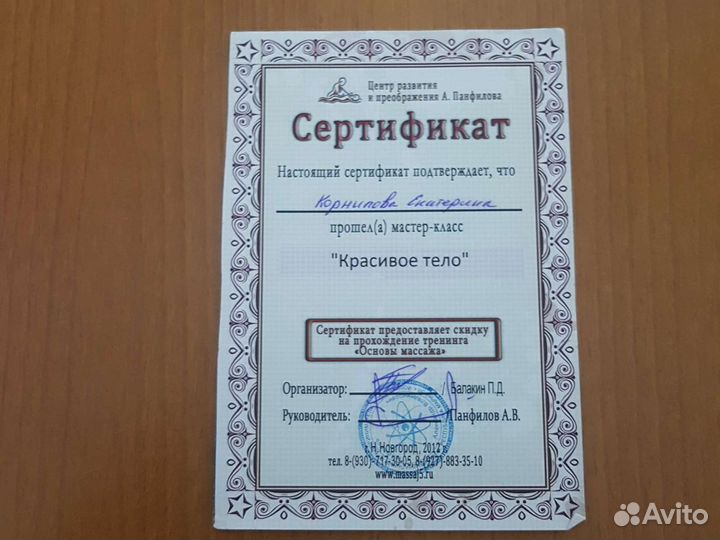 Центр развития
и преображения А. Панфилова
Сертификат
Настоящий сертификат подтверждает, что
Корнилова Екатерина
прошел(а) мастер-класс
"Красивое тело"
Сертификат предоставляет скидку
на прохождение тренинга
«Основы массажа»
Организатор: / Балакин П.Д.
Руководитель: /Панфилов А.В.
г.Н.Новгород, 2012 г.
тел. 8-(930)-717-30-05, 8-(927)-883-35-10
www.massaj5.ru
Avito